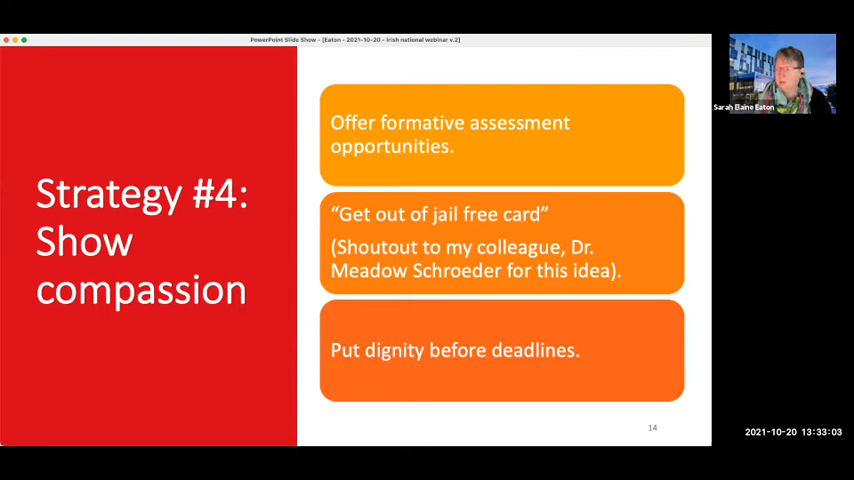 PowerPoint Slide Show - [Eaton - 2021-10-20 - Irish national webinar v.2]
Strategy #4:
Show
compassion
Offer formative assessment
opportunities.
“Get out of jail free card”
(Shoutout to my colleague, Dr.
Meadow Schroeder for this idea).
Put dignity before deadlines.
14
Sarah Elaine Eaton
2021-10-20 13:33:03